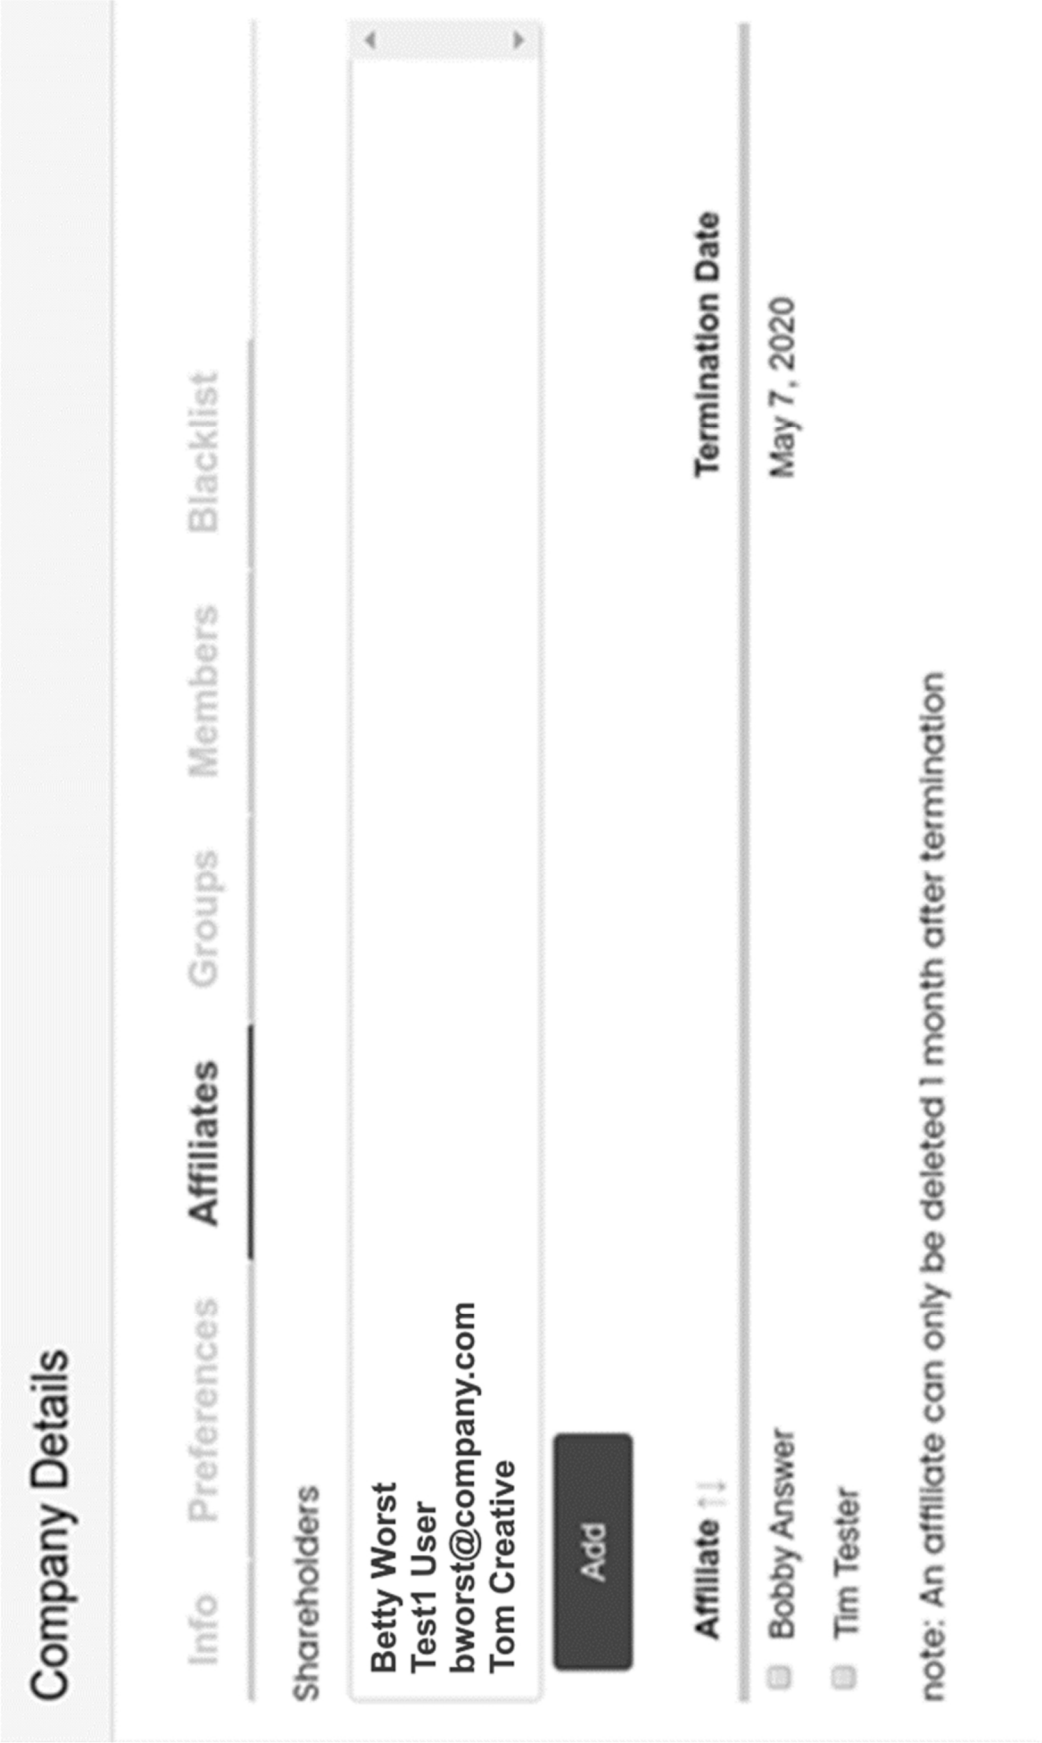 Company Details
Info Preferences Affiliates Groups Members Blacklist
Shareholders
Betty Worst
Test1 User
bworst@company.com
Tom Creative
Add
Affiliate ↑↓ Termination Date
Bobby Answer May 7, 2020
Tim Tester
note: An affiliate can only be deleted 1 month after termination